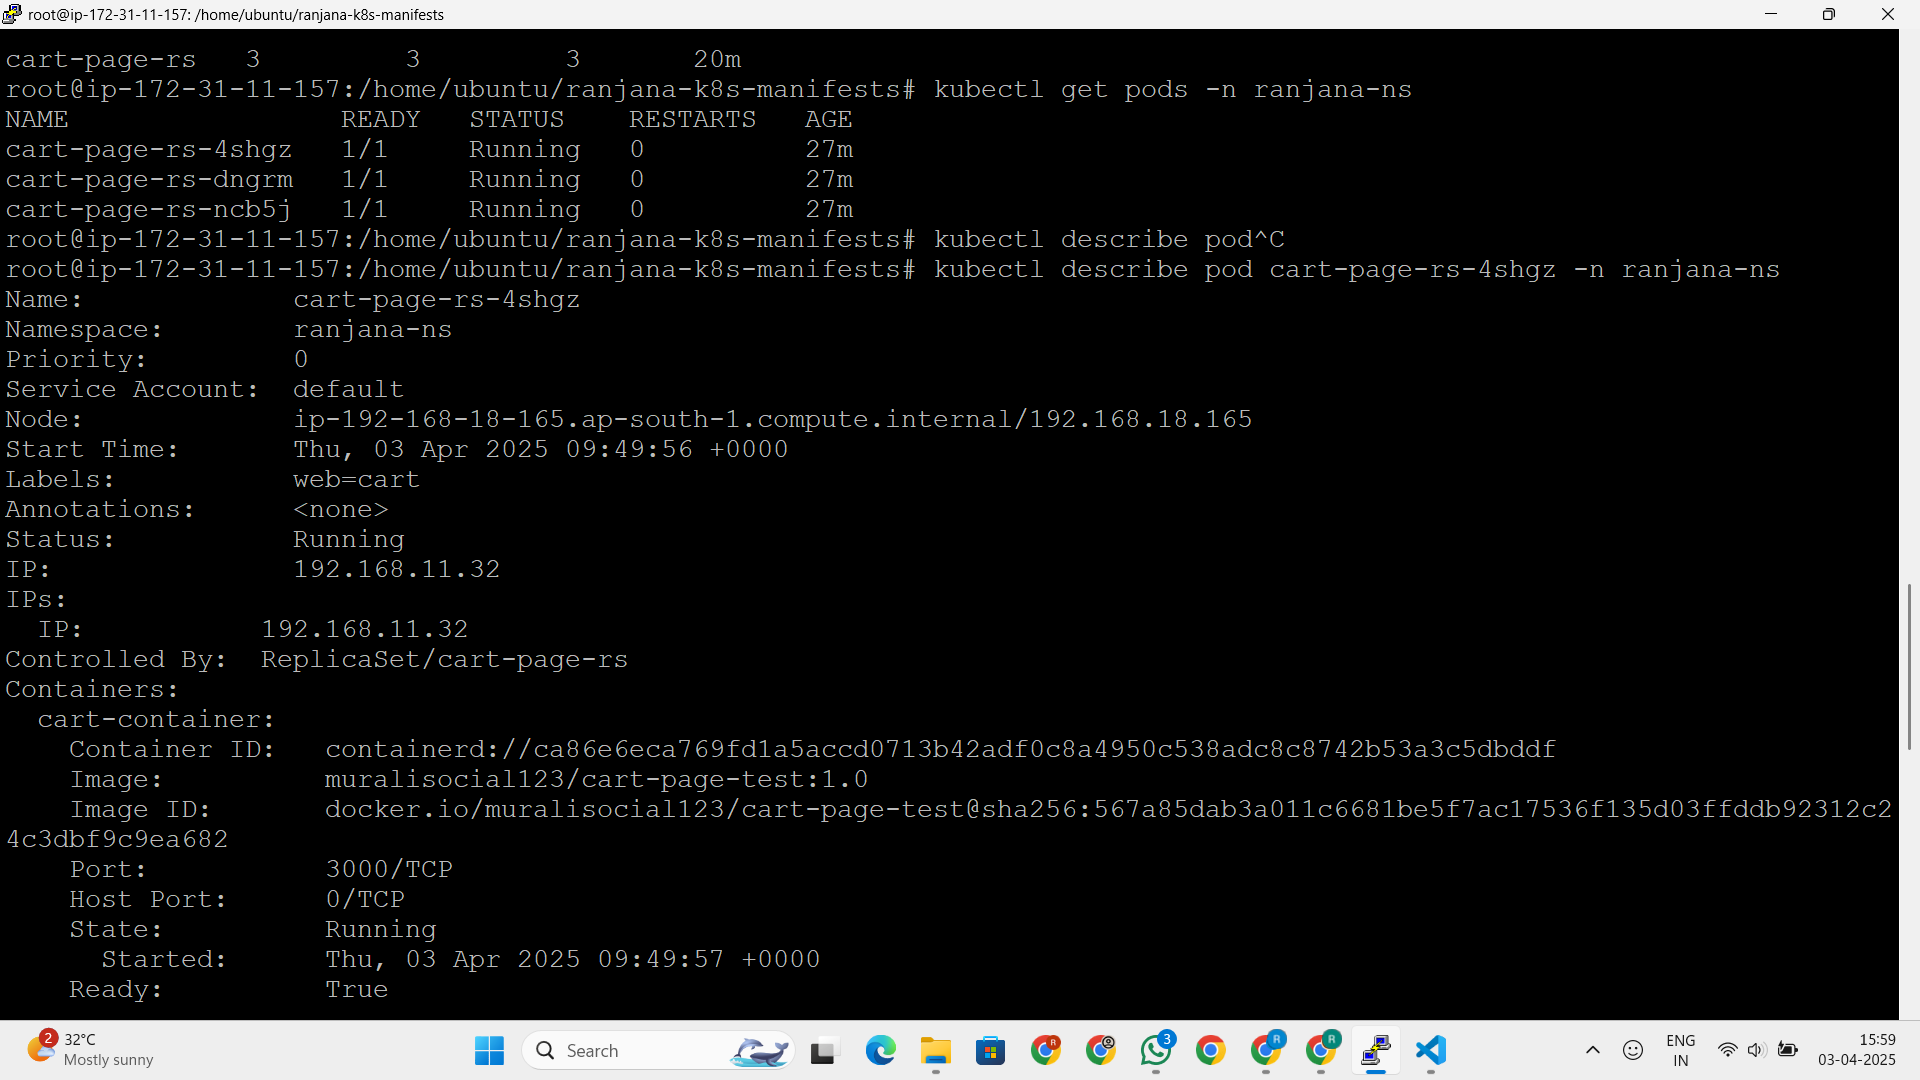 root@ip-172-31-11-157: /home/ubuntu/ranjana-k8s-manifests
cart-page-rs   3         3         3       20m
root@ip-172-31-11-157:/home/ubuntu/ranjana-k8s-manifests# kubectl get pods -n ranjana-ns
NAME                 READY   STATUS    RESTARTS   AGE
cart-page-rs-4shgz   1/1     Running   0          27m
cart-page-rs-dngrm   1/1     Running   0          27m
cart-page-rs-ncb5j   1/1     Running   0          27m
root@ip-172-31-11-157:/home/ubuntu/ranjana-k8s-manifests# kubectl describe pod^C
root@ip-172-31-11-157:/home/ubuntu/ranjana-k8s-manifests# kubectl describe pod cart-page-rs-4shgz -n ranjana-ns
Name:             cart-page-rs-4shgz
Namespace:        ranjana-ns
Priority:         0
Service Account:  default
Node:             ip-192-168-18-165.ap-south-1.compute.internal/192.168.18.165
Start Time:       Thu, 03 Apr 2025 09:49:56 +0000
Labels:           web=cart
Annotations:      <none>
Status:           Running
IP:               192.168.11.32
IPs:
  IP:           192.168.11.32
Controlled By:  ReplicaSet/cart-page-rs
Containers:
  cart-container:
    Container ID:   containerd://ca86e6eca769fd1a5accd0713b42adf0c8a4950c538adc8c8742b53a3c5dbddf
    Image:          muralisocial123/cart-page-test:1.0
    Image ID:       docker.io/muralisocial123/cart-page-test@sha256:567a85dab3a011c6681be5f7ac17536f135d03ffddb92312c2
4c3dbf9c9ea682
    Port:           3000/TCP
    Host Port:      0/TCP
    State:          Running
      Started:      Thu, 03 Apr 2025 09:49:57 +0000
    Ready:          True
2
32°C
Mostly sunny
Search
R
3
R
R
ENG
IN
15:59
03-04-2025